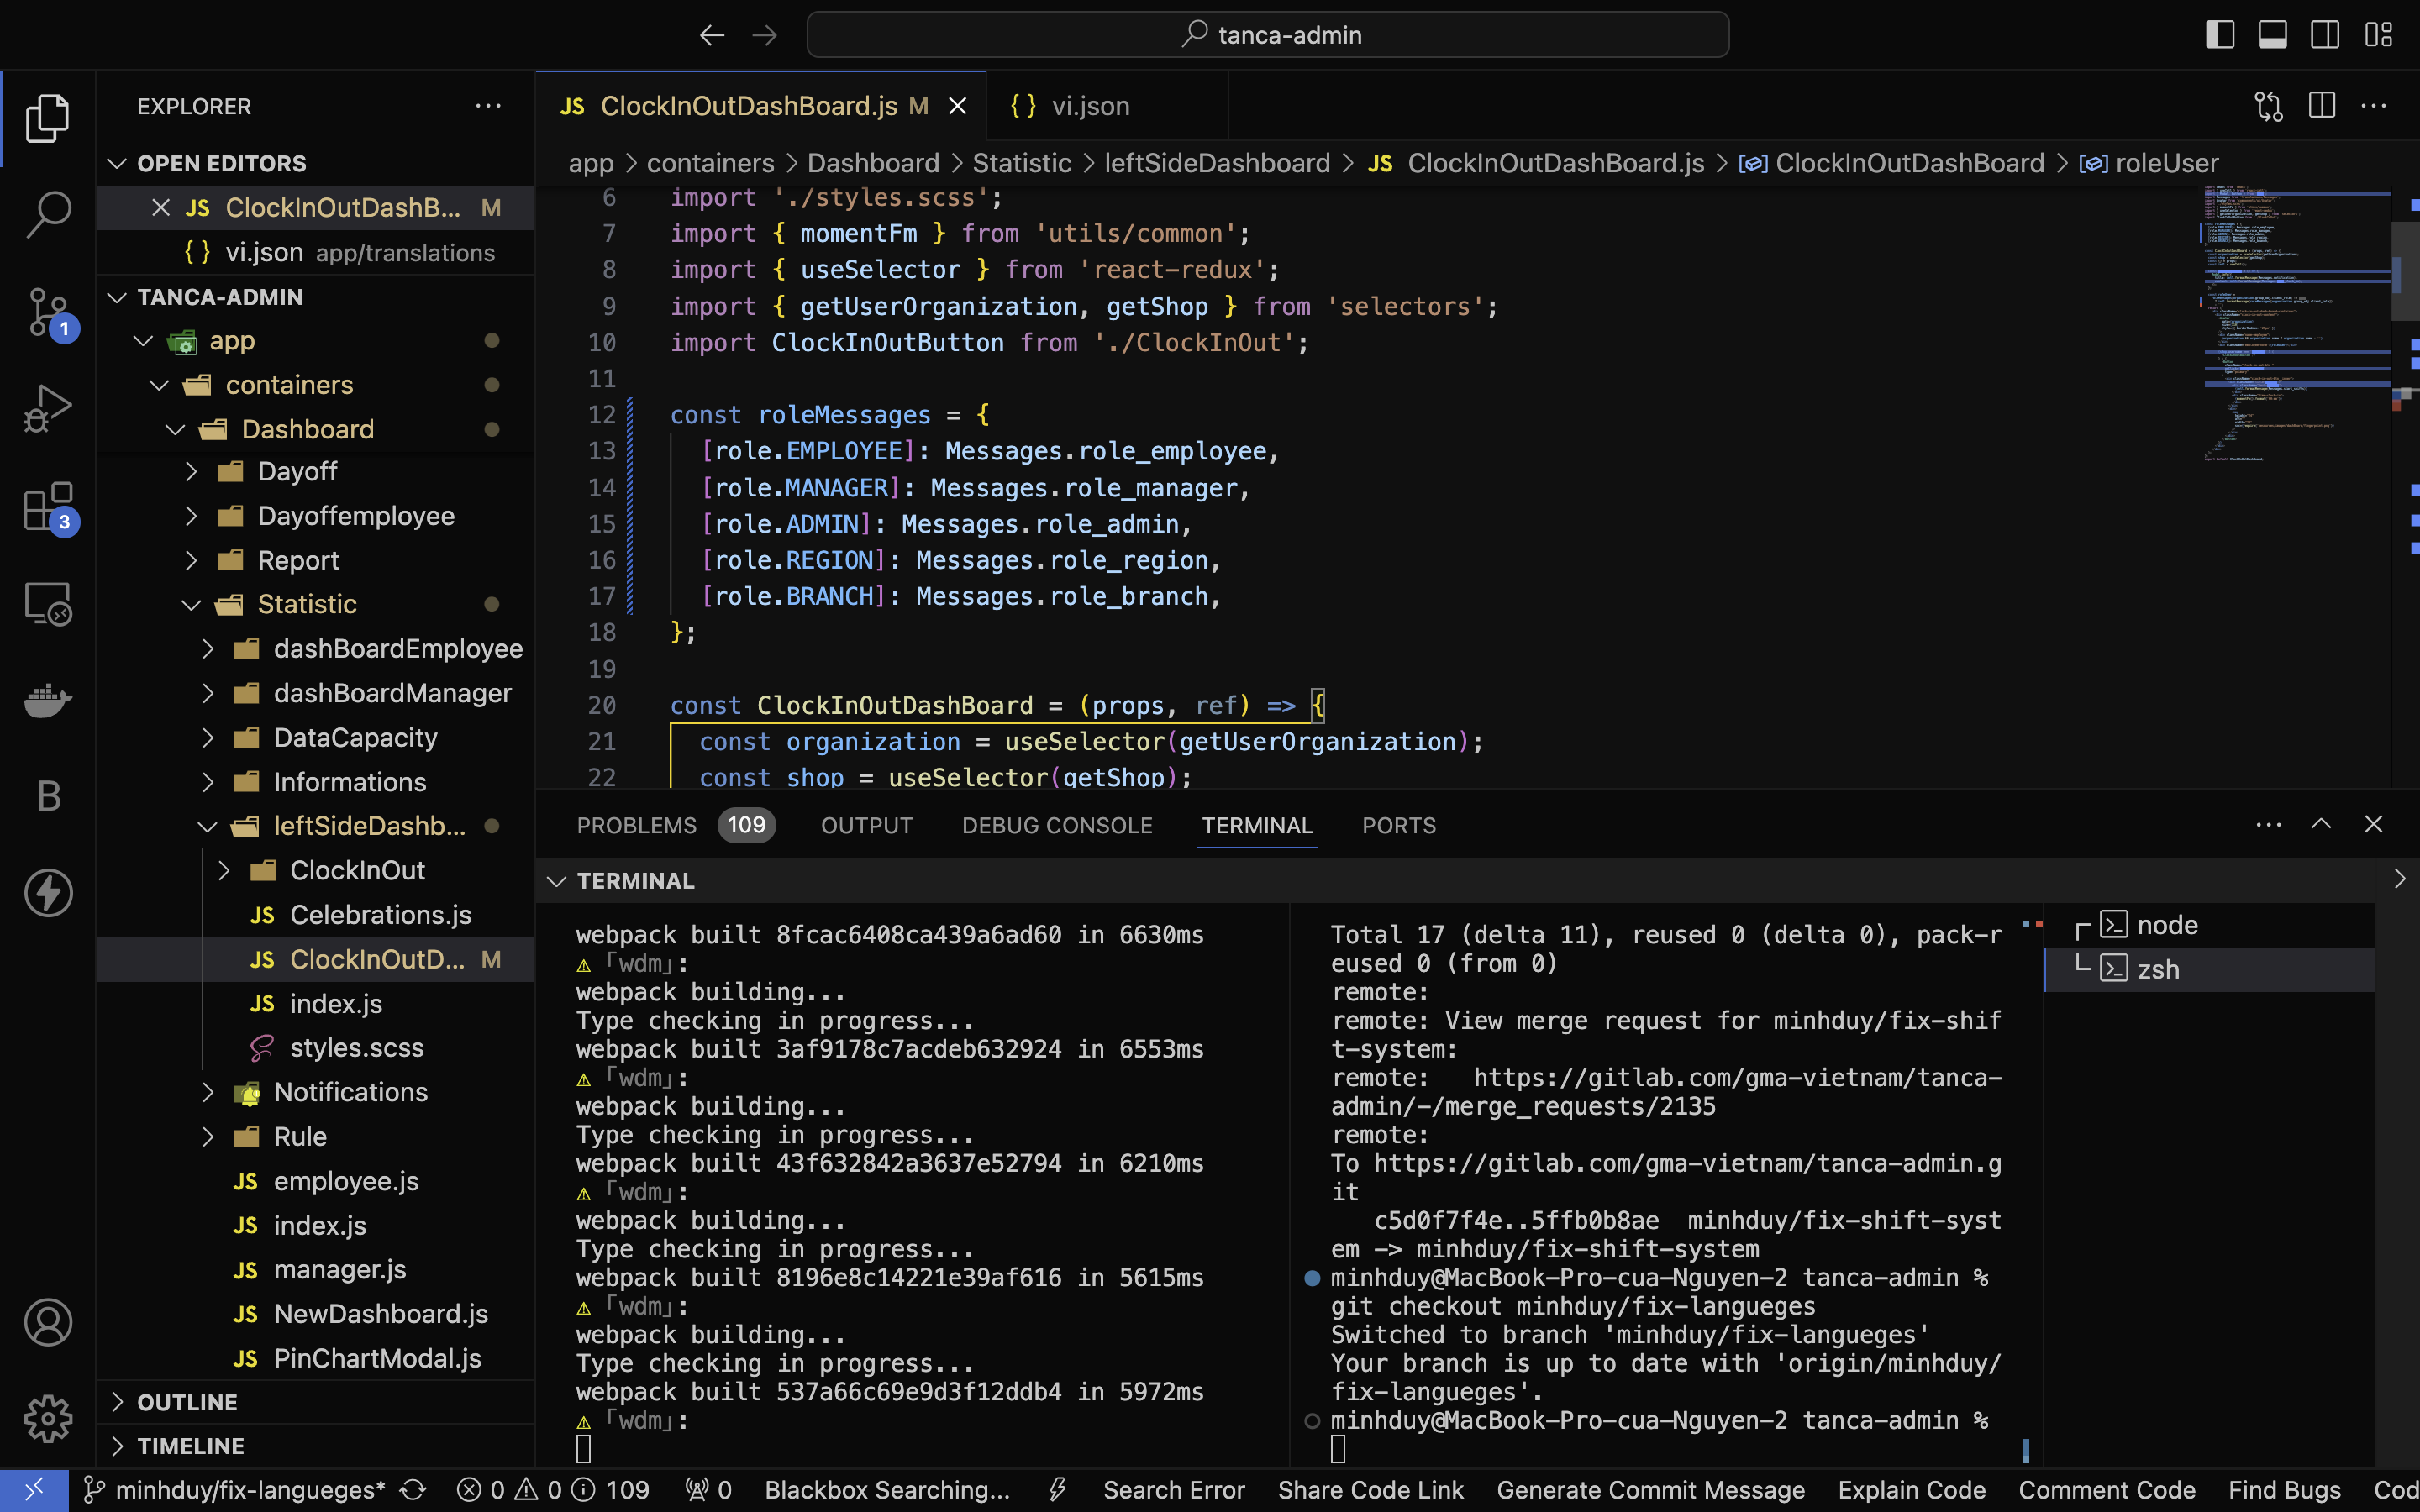 tanca-admin
EXPLORER
OPEN EDITORS
JS ClockInOutDashB... M
{} vi.json app/translations
TANCA-ADMIN
app
containers
Dashboard
Dayoff
Dayoffemployee
Report
Statistic
dashBoardEmployee
dashBoardManager
DataCapacity
Informations
leftSideDashb...
ClockInOut
JS Celebrations.js
JS ClockInOutD... M
JS index.js
styles.scss
Notifications
Rule
JS employee.js
JS index.js
JS manager.js
JS NewDashboard.js
JS PinChartModal.js
OUTLINE
TIMELINE
1
3
B
JS ClockInOutDashBoard.js M
{} vi.json
app > containers > Dashboard > Statistic > leftSideDashboard > JS ClockInOutDashBoard.js > ClockInOutDashBoard > roleUser
6 import './styles.scss';
7 import { momentFm } from 'utils/common';
8 import { useSelector } from 'react-redux';
9 import { getUserOrganization, getShop } from 'selectors';
10 import ClockInOutButton from './ClockInOut';
11
12 const roleMessages = {
13 [role.EMPLOYEE]: Messages.role_employee,
14 [role.MANAGER]: Messages.role_manager,
15 [role.ADMIN]: Messages.role_admin,
16 [role.REGION]: Messages.role_region,
17 [role.BRANCH]: Messages.role_branch,
18 };
19
20 const ClockInOutDashBoard = (props, ref) => {
21 const organization = useSelector(getUserOrganization);
22 const shop = useSelector(getShop);
PROBLEMS 109 OUTPUT DEBUG CONSOLE TERMINAL PORTS
TERMINAL
webpack built 8fcac6408ca439a6ad60 in 6630ms
⚠ ｢wdm｣:
webpack building...
Type checking in progress...
webpack built 3af9178c7acdeb632924 in 6553ms
⚠ ｢wdm｣:
webpack building...
Type checking in progress...
webpack built 43f632842a3637e52794 in 6210ms
⚠ ｢wdm｣:
webpack building...
Type checking in progress...
webpack built 8196e8c14221e39af616 in 5615ms
⚠ ｢wdm｣:
webpack building...
Type checking in progress...
webpack built 537a66c69e9d3f12ddb4 in 5972ms
⚠ ｢wdm｣:
Total 17 (delta 11), reused 0 (delta 0), pack-r
eused 0 (from 0)
remote:
remote: View merge request for minhduy/fix-shif
t-system:
remote:   https://gitlab.com/gma-vietnam/tanca-
admin/-/merge_requests/2135
remote:
To https://gitlab.com/gma-vietnam/tanca-admin.g
it
c5d0f7f4e..5ffb0b8ae  minhduy/fix-shift-syst
em -> minhduy/fix-shift-system
minhduy@MacBook-Pro-cua-Nguyen-2 tanca-admin %
git checkout minhduy/fix-langueges
Switched to branch 'minhduy/fix-langueges'
Your branch is up to date with 'origin/minhduy/
fix-langueges'.
minhduy@MacBook-Pro-cua-Nguyen-2 tanca-admin %
node
zsh
minhduy/fix-langueges* 0 0 109 0 Blackbox Searching... Search Error Share Code Link Generate Commit Message Explain Code Comment Code Find Bugs Cod